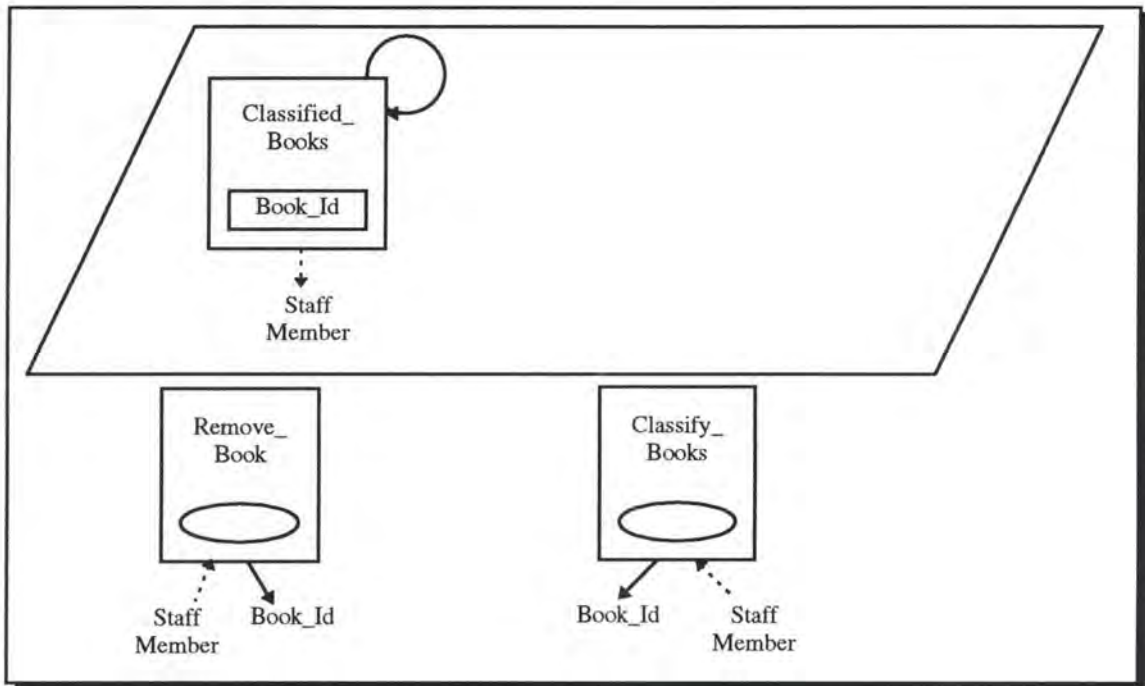 Classified_
Books
Book_Id
Staff
Member
Remove_
Book
Classify_
Books
Staff
Member
Book_Id
Book_Id
Staff
Member